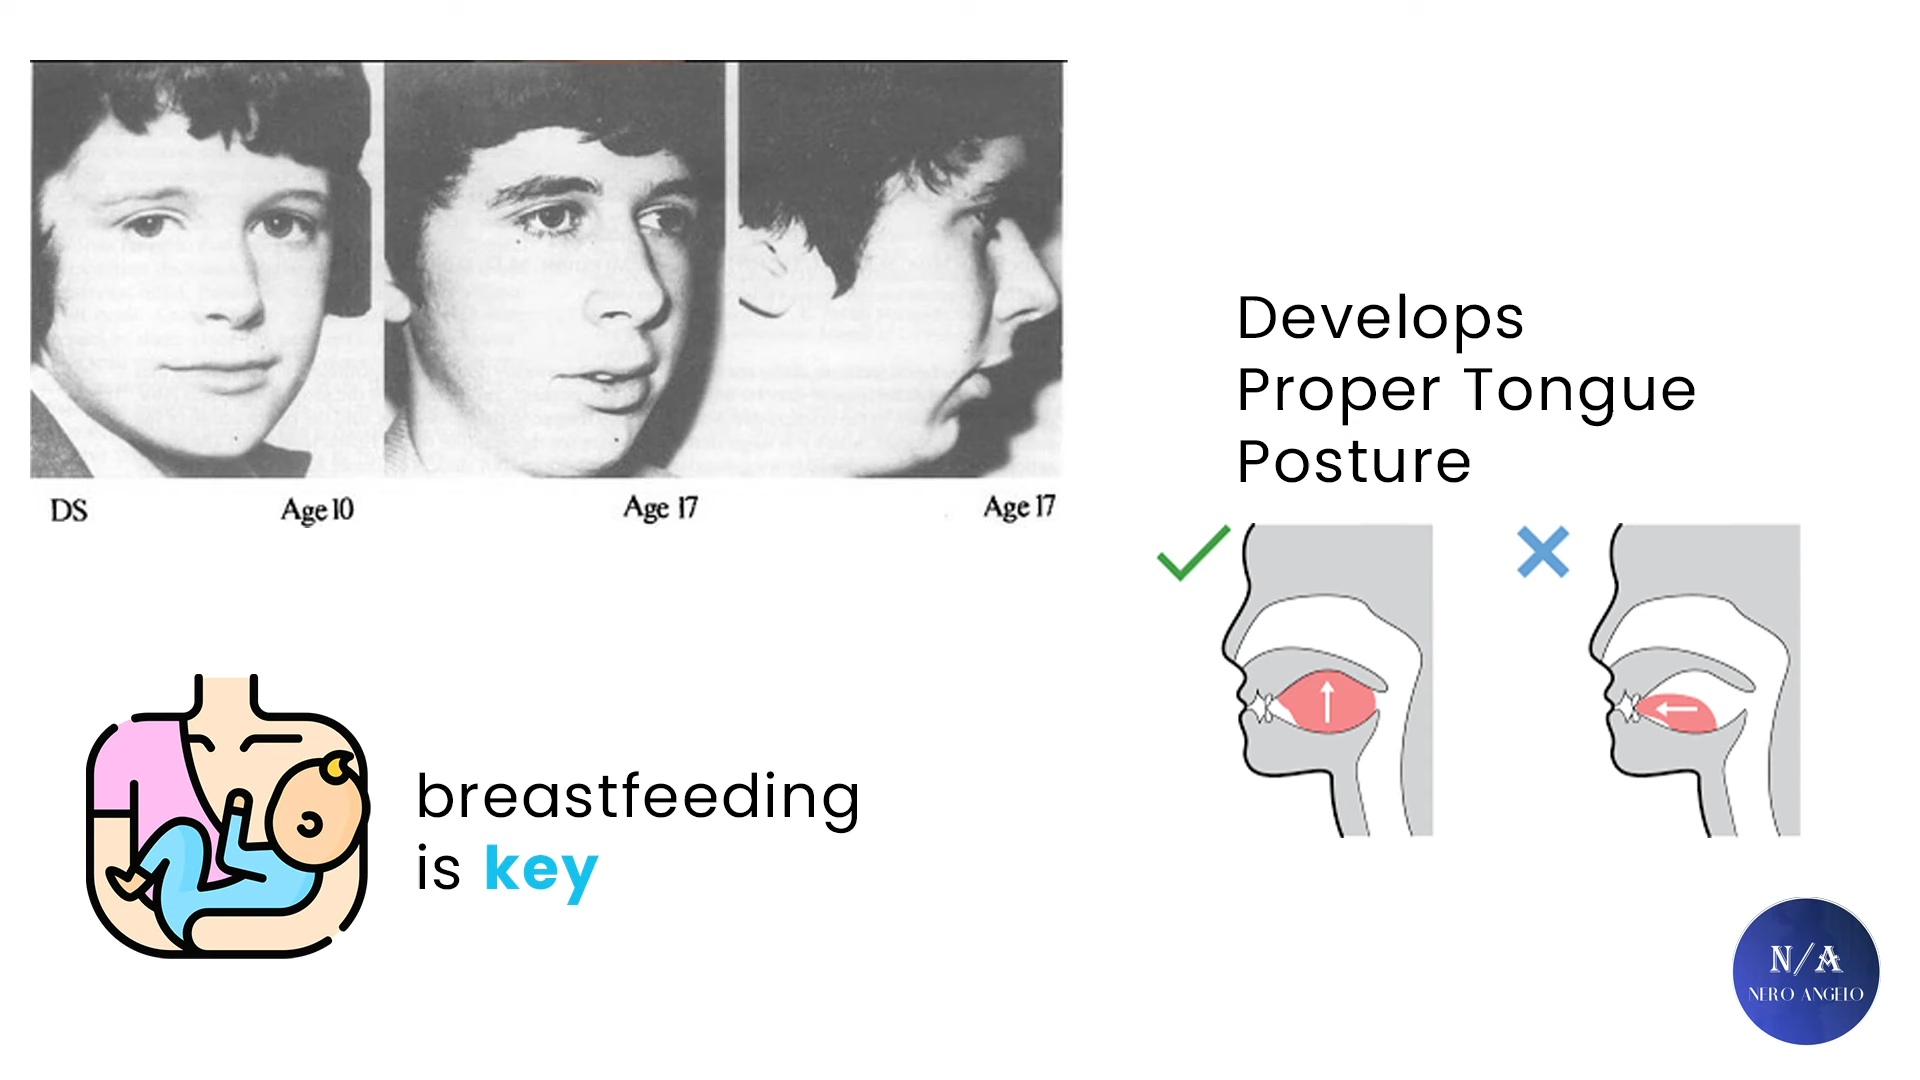 DS Age 10 Age 17 Age 17
Develops
Proper Tongue
Posture
breastfeeding
is key
N/A
NERO ANGELO